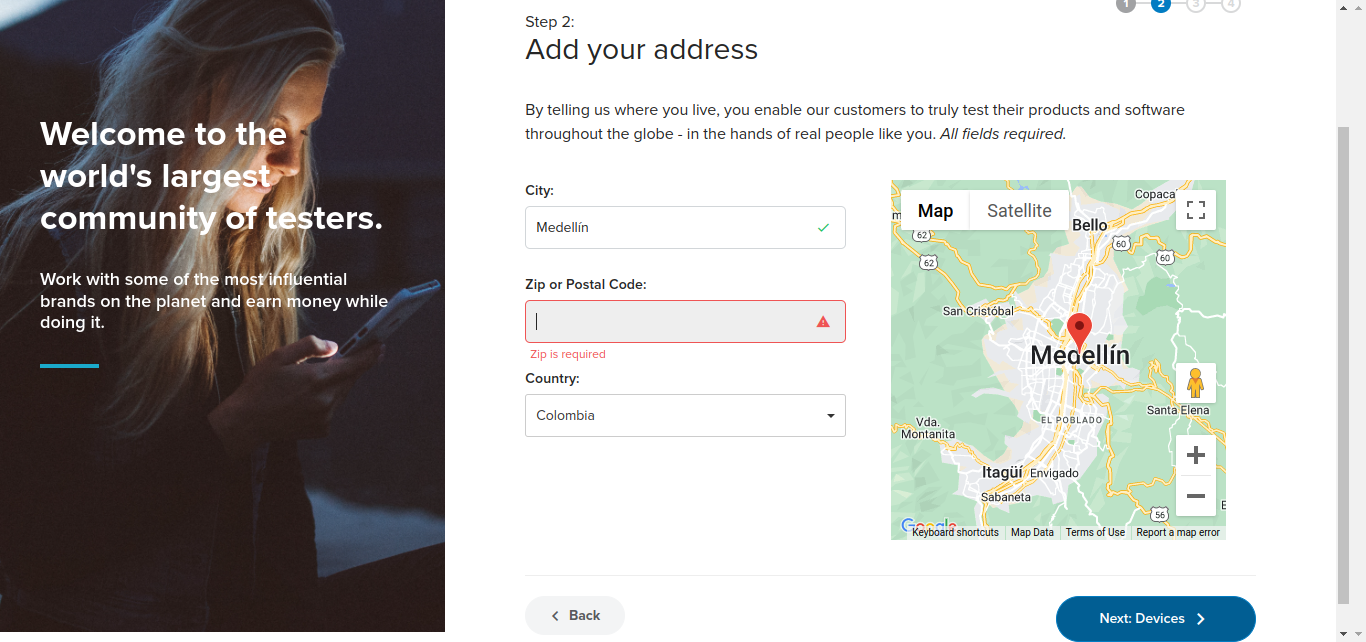 1 2 3 4
Step 2:
Add your address
Welcome to the
world's largest
community of testers.
Work with some of the most influential
brands on the planet and earn money while
doing it.
By telling us where you live, you enable our customers to truly test their products and software
throughout the globe - in the hands of real people like you. All fields required.
City:
Medellín
Zip or Postal Code:
Zip is required
Country:
Colombia
Map Satellite
Copaca
Bello
62
60
60
62
San Cristóbal
Medellín
Santa Elena
EL POBLADO
Vda.
Montanita
Itagüí
Envigado
Sabaneta
56
Google
Keyboard shortcuts Map Data Terms of Use Report a map error
Back
Next: Devices